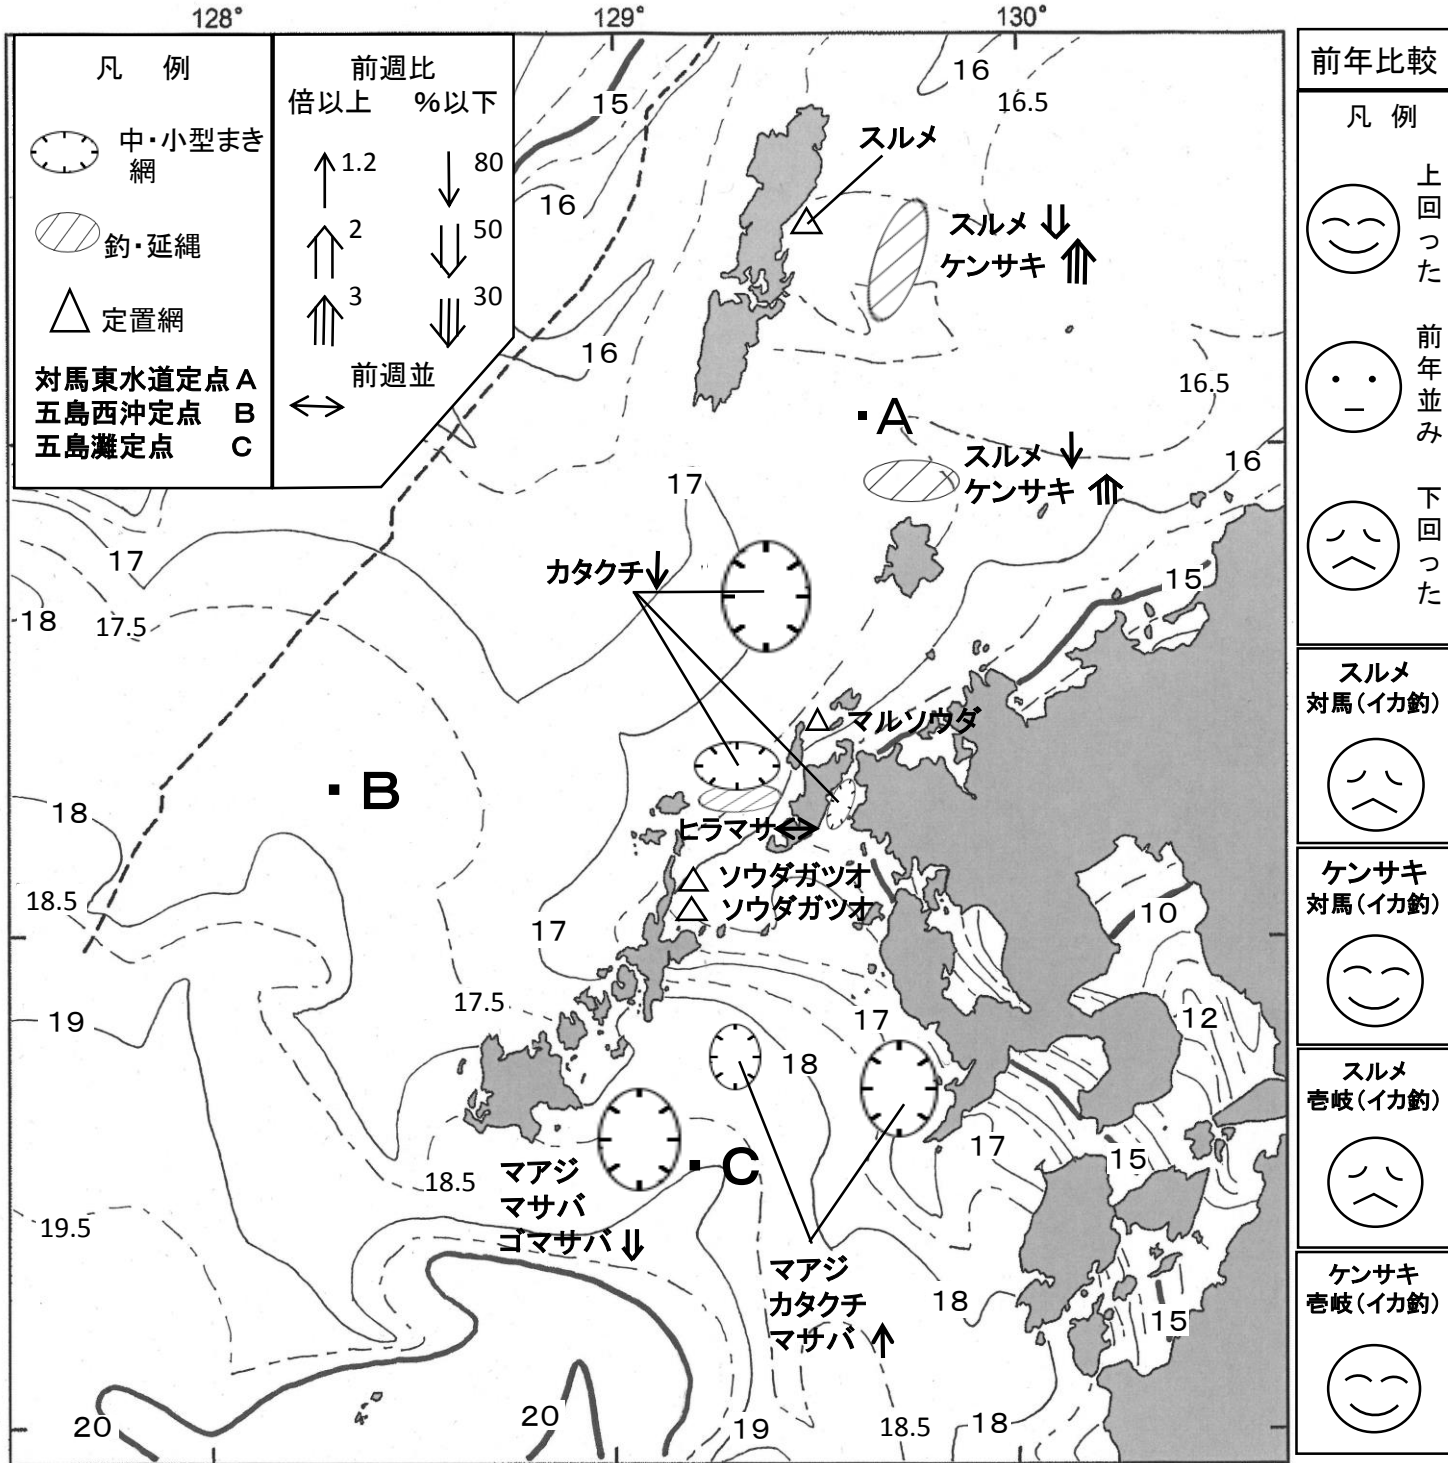 128°
129°
130°
凡 例
中・小型まき
網
釣・延縄
定置網
対馬東水道定点 A
五島西沖定点 B
五島灘定点 C
前週比
倍以上 %以下
1.2 80
2 50
3 30
前週並
前年比較
凡 例
上回った
前年並み
下回った
スルメ
対馬(イカ釣)
ケンサキ
対馬(イカ釣)
スルメ
壱岐(イカ釣)
ケンサキ
壱岐(イカ釣)
15
16
16.5
スルメ
16
スルメ
ケンサキ
16
16.5
A
スルメ
ケンサキ
16
17
17
カタクチ
15
18
17.5
マルソウダ
B
18
ヒラマサ
ソウダガツオ
ソウダガツオ
18.5
10
17
17.5
19
17
12
18
17
C
15
18.5
マアジ
マサバ
ゴマサバ
19.5
マアジ
カタクチ
マサバ
18
15
20
20
19
18.5
18